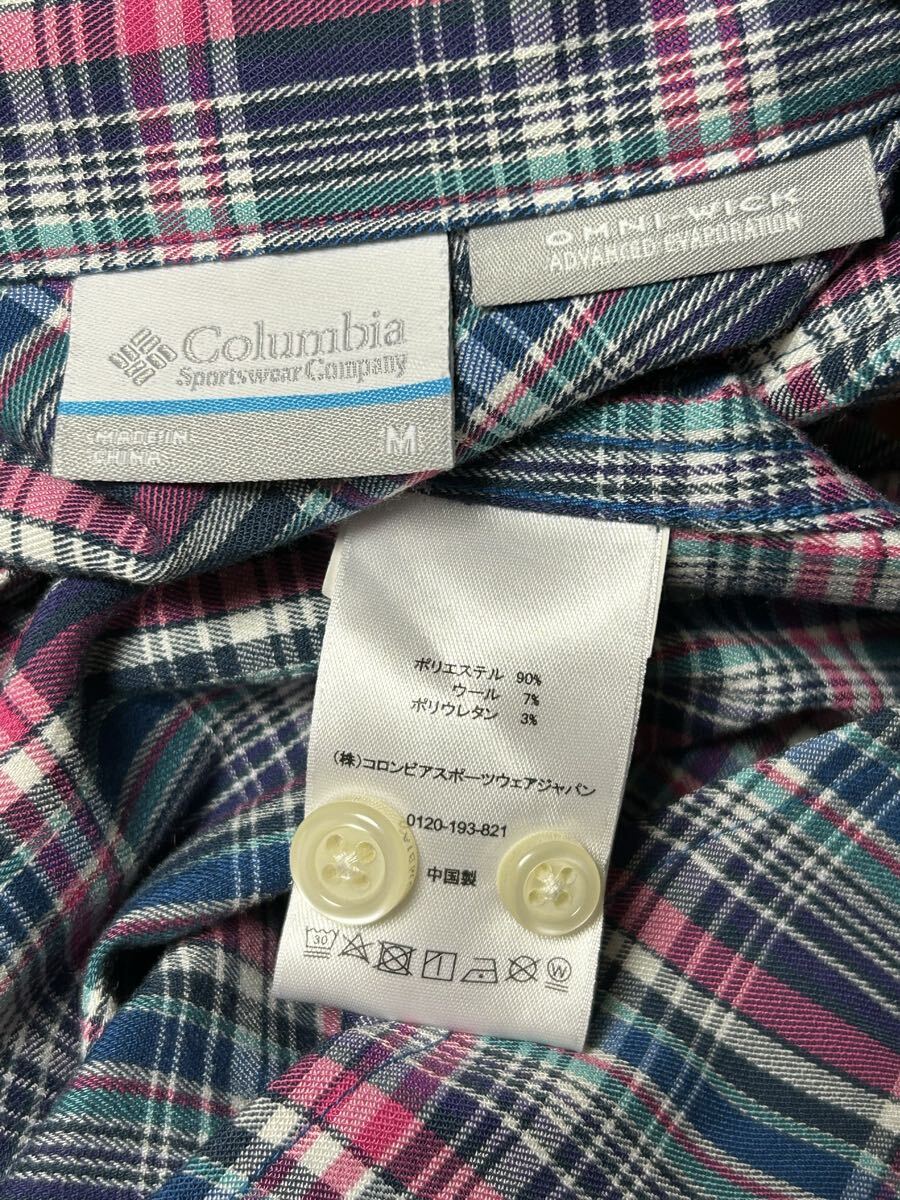 OMNI-WICK
ADVANCED EVAPORATION
Columbia
Sportswear Company
MADE IN
CHINA
M
ポリエステル 90%
ウール 7%
ポリウレタン 3%
(株)コロンビアスポーツウェアジャパン
0120-193-821
中国製
30
W